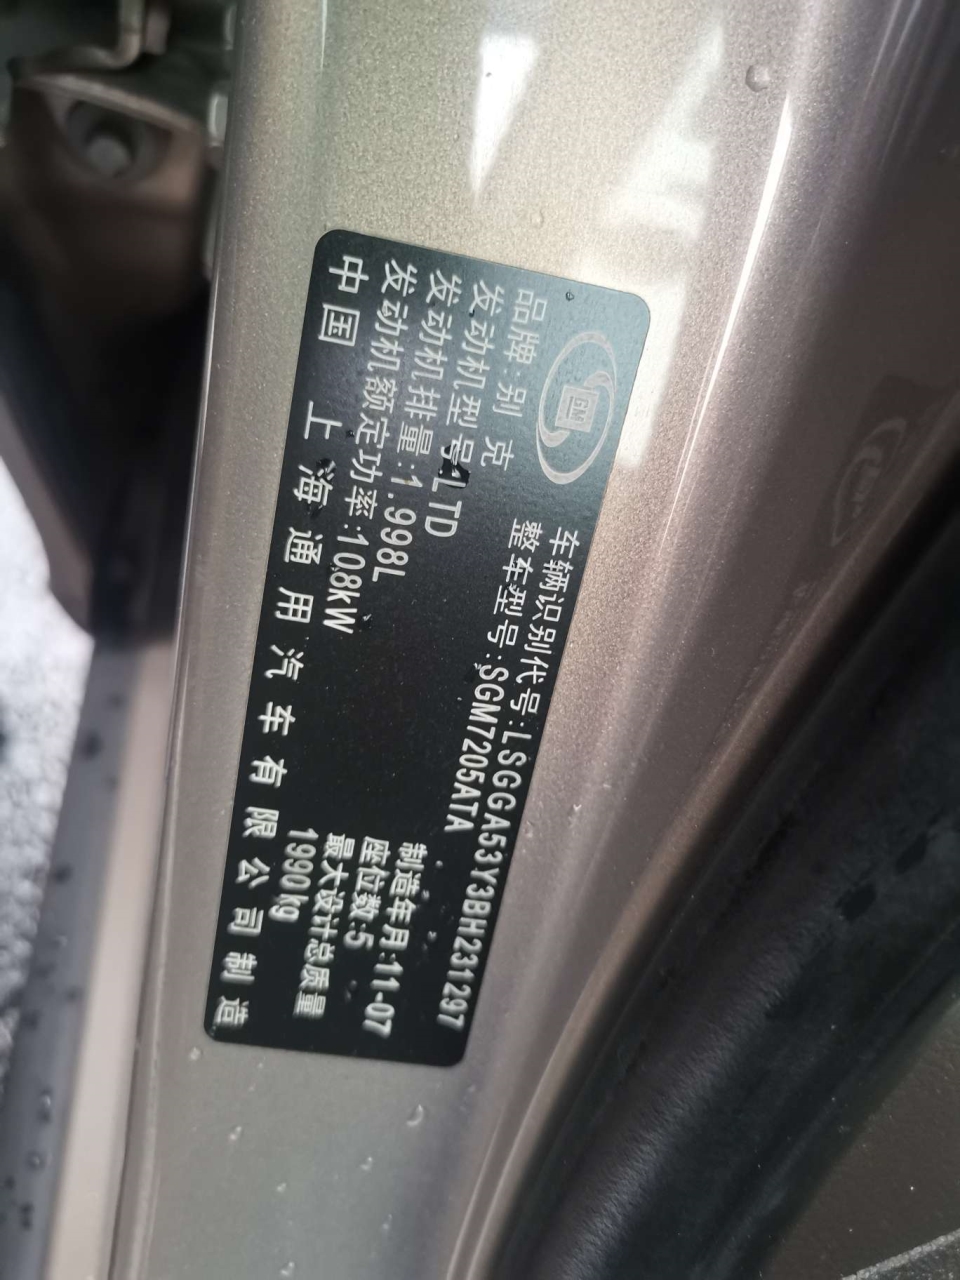 GM
品牌:别 克
车辆识别代号:LSGGA53Y3BH231297
整车型号:SGM7205ATA
发动机型号:LTD
发动机排量:1.998L
制造年月:11-07
座位数:5
发动机额定功率:108kW
最大设计总质量
1990kg
中国 上海通用汽车有限公司制造